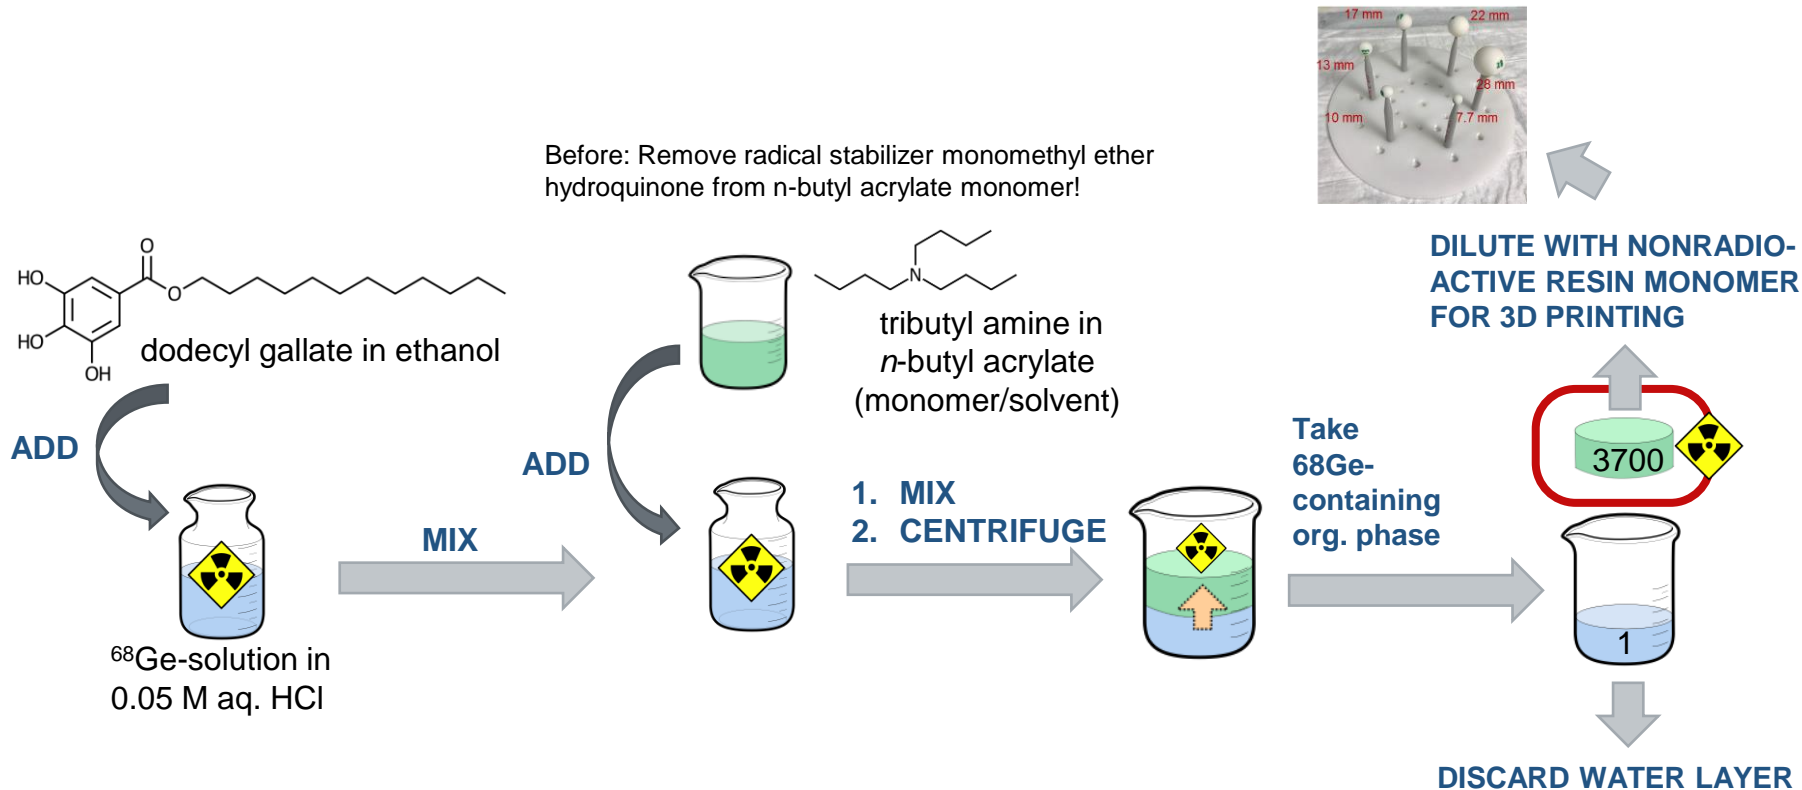 17 mm
22 mm
13 mm
28 mm
10 mm
7.7 mm
Before: Remove radical stabilizer monomethyl ether
hydroquinone from n-butyl acrylate monomer!
DILUTE WITH NONRADIO-
ACTIVE RESIN MONOMER
FOR 3D PRINTING
O
HO
O
HO
OH
dodecyl gallate in ethanol
N
tributyl amine in
n-butyl acrylate
(monomer/solvent)
ADD
ADD
MIX
1. MIX
2. CENTRIFUGE
Take
68Ge-
containing
org. phase
3700
1
⁶⁸Ge-solution in
0.05 M aq. HCl
DISCARD WATER LAYER